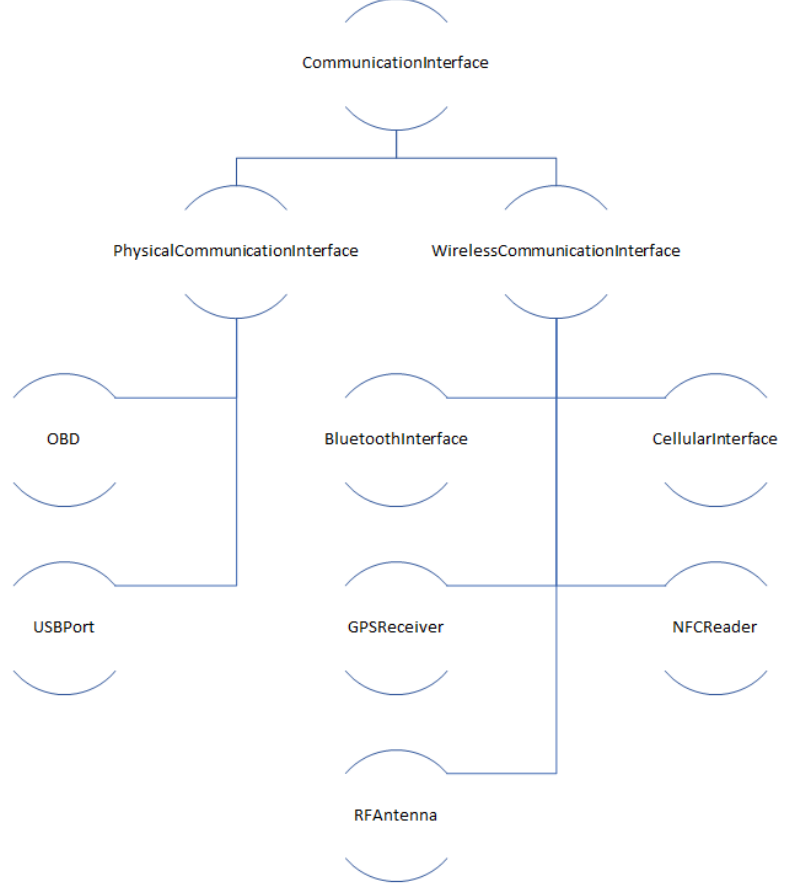 CommunicationInterface
PhysicalCommunicationInterface
WirelessCommunicationInterface
OBD
BluetoothInterface
CellularInterface
USBPort
GPSReceiver
NFCReader
RFAntenna